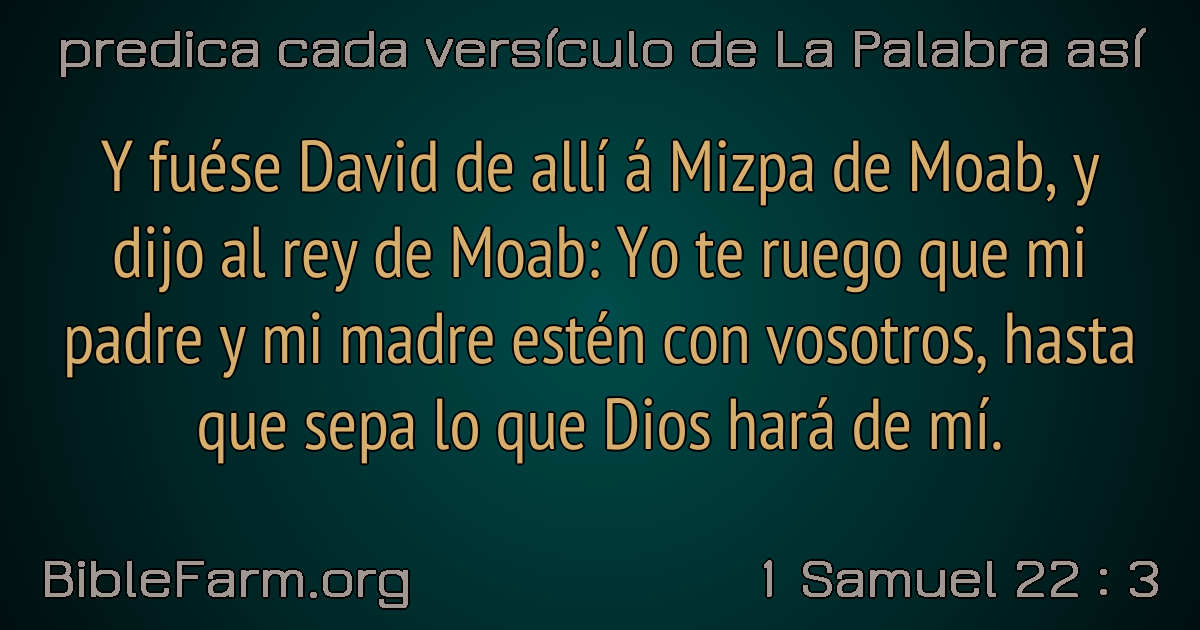 predica cada versículo de La Palabra así
Y fuése David de allí á Mizpa de Moab, y
dijo al rey de Moab: Yo te ruego que mi
padre y mi madre estén con vosotros, hasta
que sepa lo que Dios hará de mí.
BibleFarm.org
1 Samuel 22 : 3